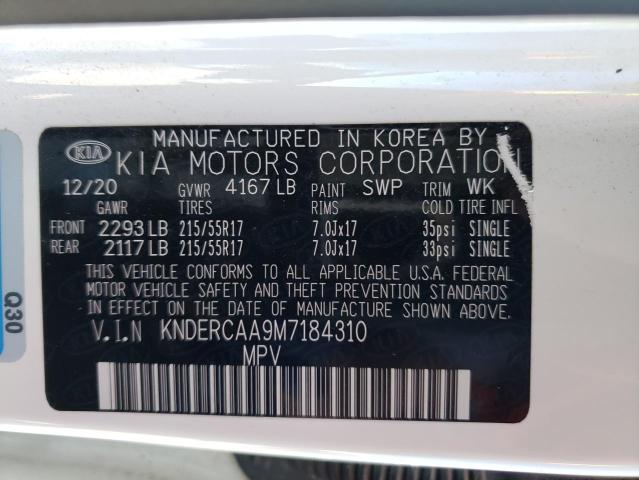 MANUFACTURED IN KOREA BY
KIA KIA MOTORS CORPORATION
12/20 GVWR 4167 LB PAINT SWP TRIM WK
GAWR TIRES RIMS COLD TIRE INFL
FRONT 2293 LB 215/55R17 7.0Jx17 35psi SINGLE
REAR 2117 LB 215/55R17 7.0Jx17 33psi SINGLE
THIS VEHICLE CONFORMS TO ALL APPLICABLE U.S.A. FEDERAL
MOTOR VEHICLE SAFETY AND THEFT PREVENTION STANDARDS
IN EFFECT ON THE DATE OF MANUFACTURE SHOWN ABOVE.
V.I.N KNDERCAA9M7184310
MPV
Q30